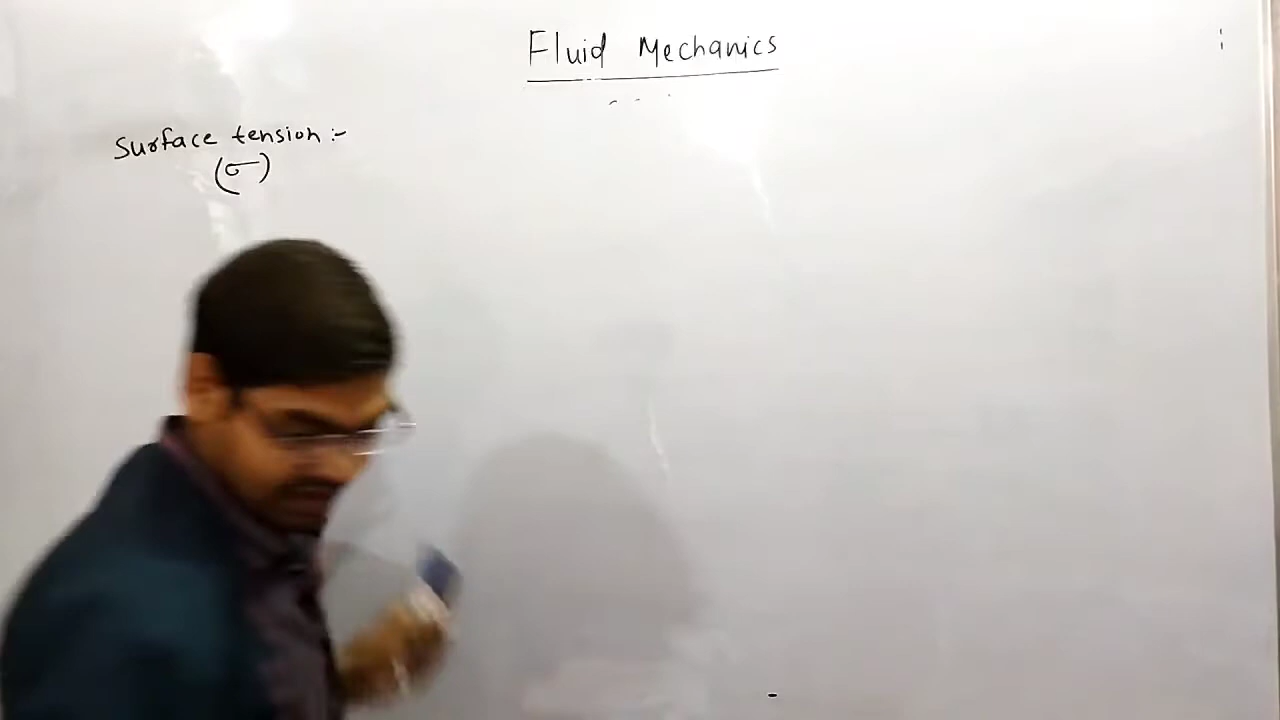 Fluid Mechanics
Surface tension :-
(σ)